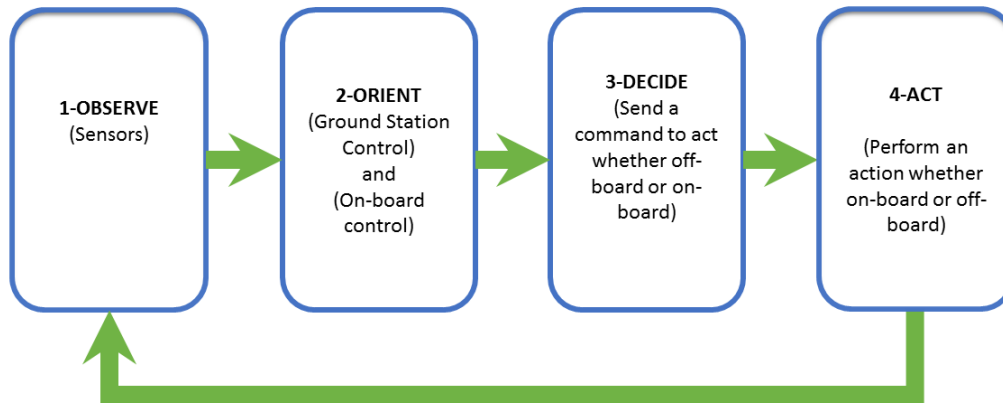 1-OBSERVE
(Sensors)
2-ORIENT
(Ground Station
Control)
and
(On-board
control)
3-DECIDE
(Send a
command to act
whether off-
board or on-
board)
4-ACT
(Perform an
action whether
on-board or off-
board)